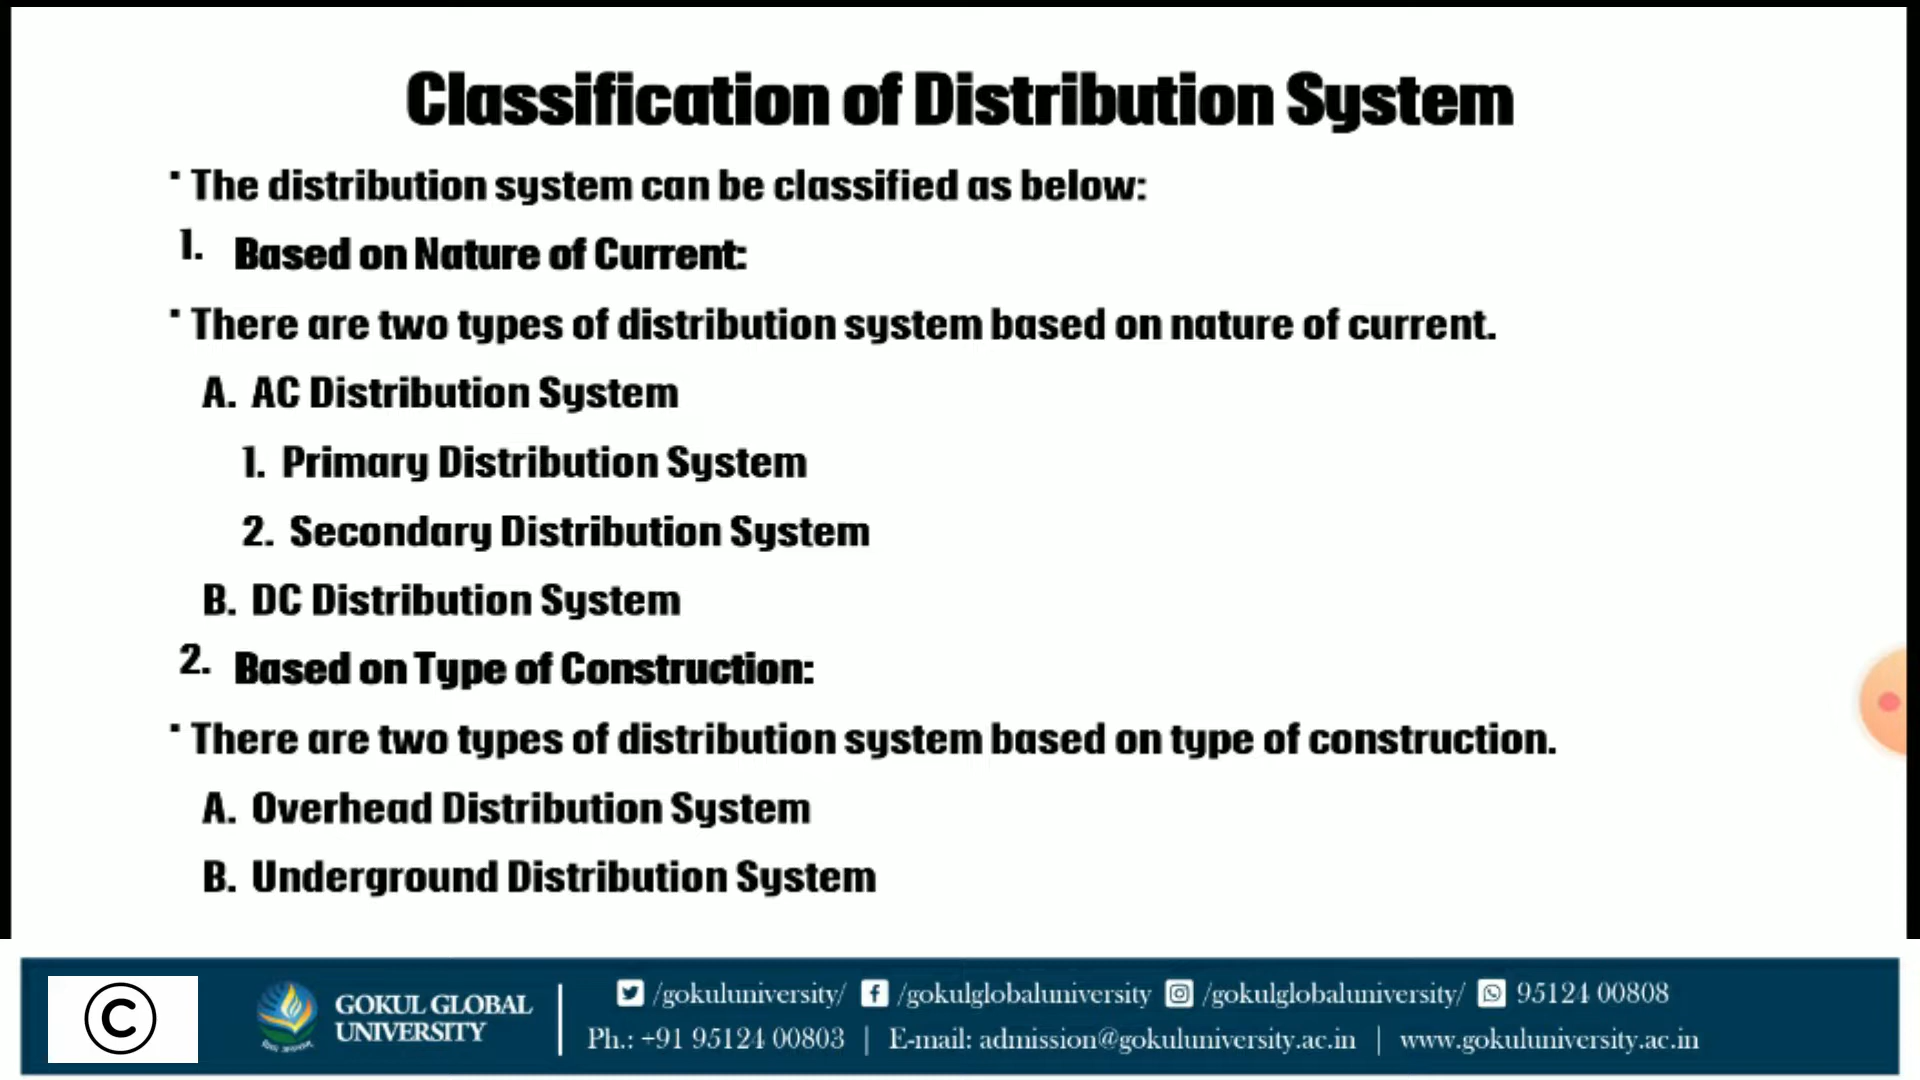 Classification of Distribution System
· The distribution system can be classified as below:
1. Based on Nature of Current:
· There are two types of distribution system based on nature of current.
A. AC Distribution System
1. Primary Distribution System
2. Secondary Distribution System
B. DC Distribution System
2. Based on Type of Construction:
· There are two types of distribution system based on type of construction.
A. Overhead Distribution System
B. Underground Distribution System
©
GOKUL GLOBAL
UNIVERSITY
/gokuluniversity/ /gokulglobaluniversity /gokulglobaluniversity/ 95124 00808
Ph.: +91 95124 00803 | E-mail: admission@gokuluniversity.ac.in | www.gokuluniversity.ac.in